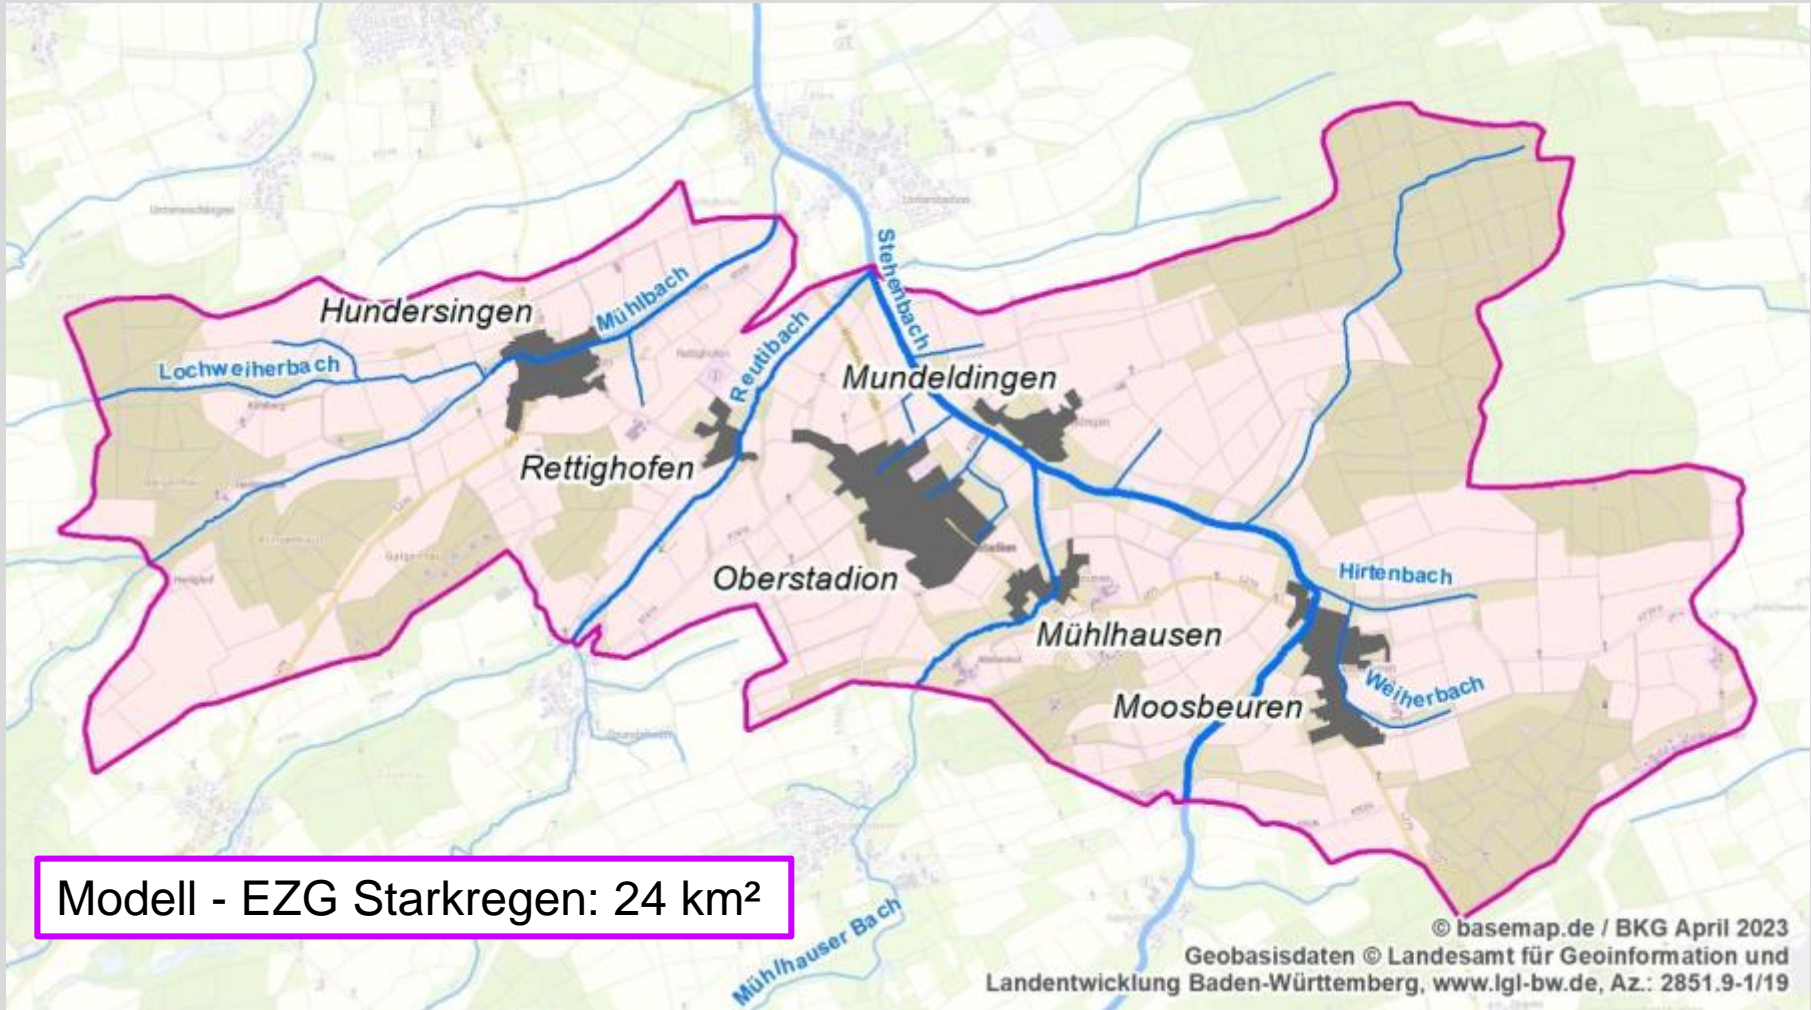 Stehenbach
Hundersingen
Mühlbach
Lochweiherbach
Reutibach
Mundeldingen
Rettighofen
Oberstadion
Hirtenbach
Mühlhausen
Weiherbach
Moosbeuren
Modell - EZG Starkregen: 24 km²
Mühlhauser Bach
© basemap.de / BKG April 2023
Geobasisdaten © Landesamt für Geoinformation und
Landentwicklung Baden-Württemberg, www.lgl-bw.de, Az.: 2851.9-1/19